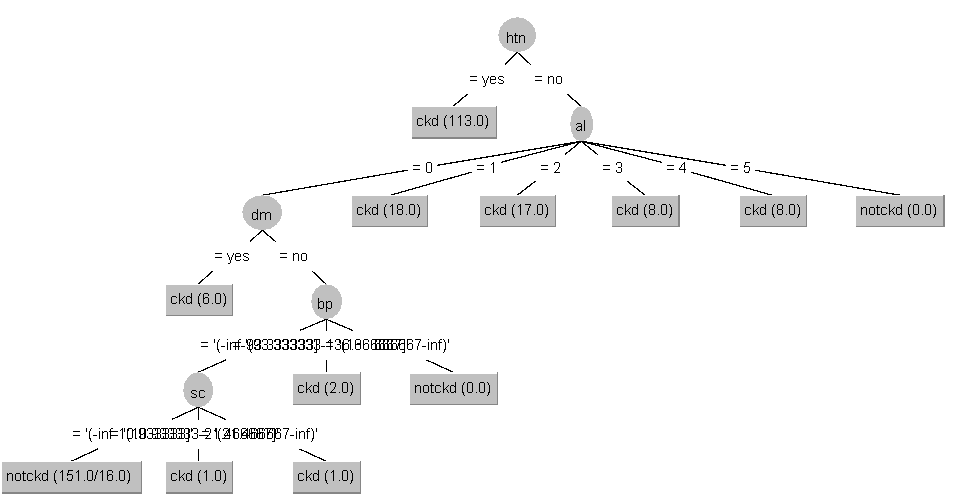 htn
= yes = no
ckd (113.0) al
= 0 = 1 = 2 = 3 = 4 = 5
dm ckd (18.0) ckd (17.0) ckd (8.0) ckd (8.0) notckd (0.0)
= yes = no
ckd (6.0) bp
= '(-inf-
sc ckd (2.0) notckd (0.0)
= '(-inf-
notckd (151.0/16.0) ckd (1.0) ckd (1.0)